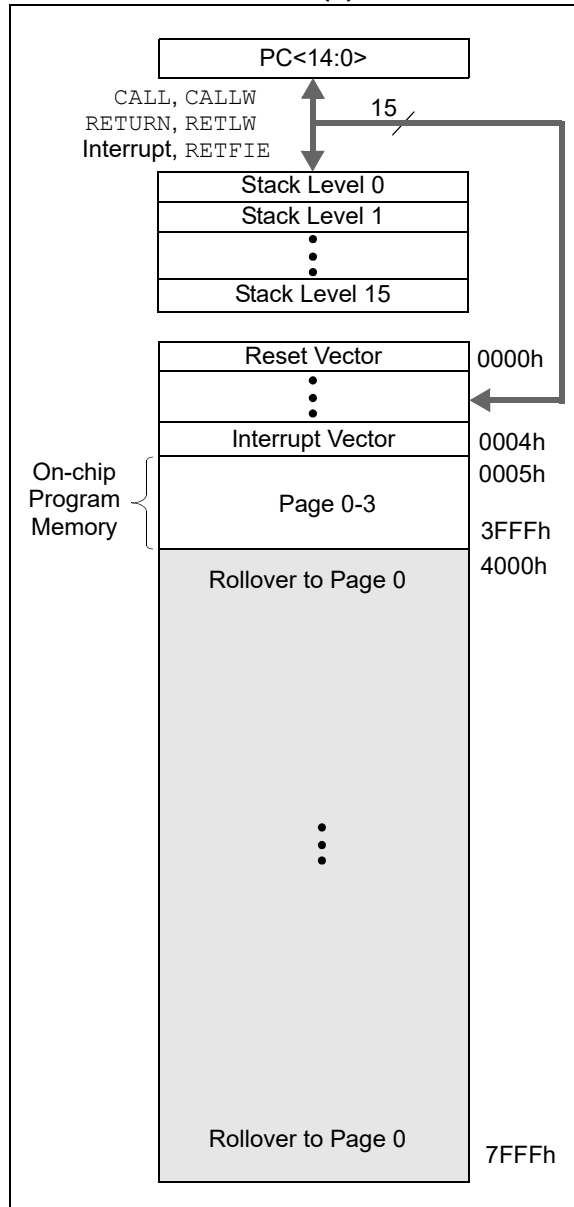 PC<14:0>
CALL, CALLW
RETURN, RETLW
Interrupt, RETFIE
15
Stack Level 0
Stack Level 1
Stack Level 15
Reset Vector
0000h
Interrupt Vector
0004h
0005h
On-chip
Program
Memory
Page 0-3
3FFFh
4000h
Rollover to Page 0
Rollover to Page 0
7FFFh